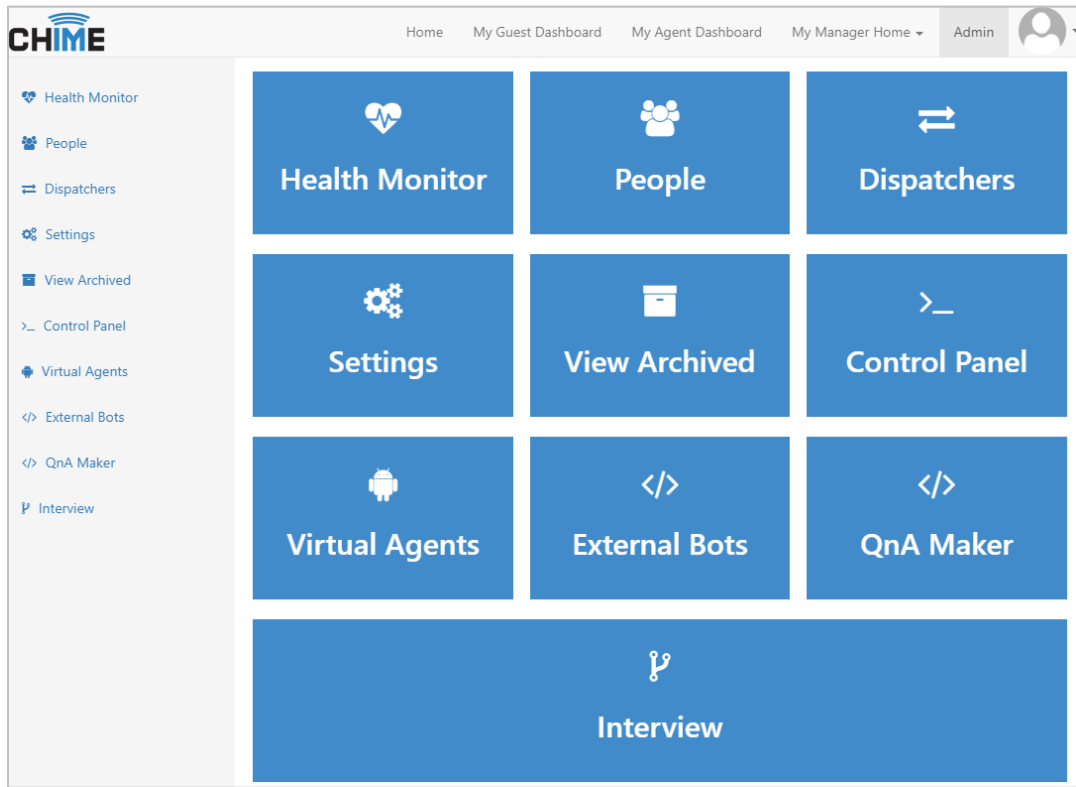 CHIME
Home My Guest Dashboard My Agent Dashboard My Manager Home Admin
Health Monitor
People
Dispatchers
Settings
View Archived
Control Panel
Virtual Agents
External Bots
QnA Maker
Interview
Health Monitor
People
Dispatchers
Settings
View Archived
Control Panel
Virtual Agents
External Bots
QnA Maker
Interview